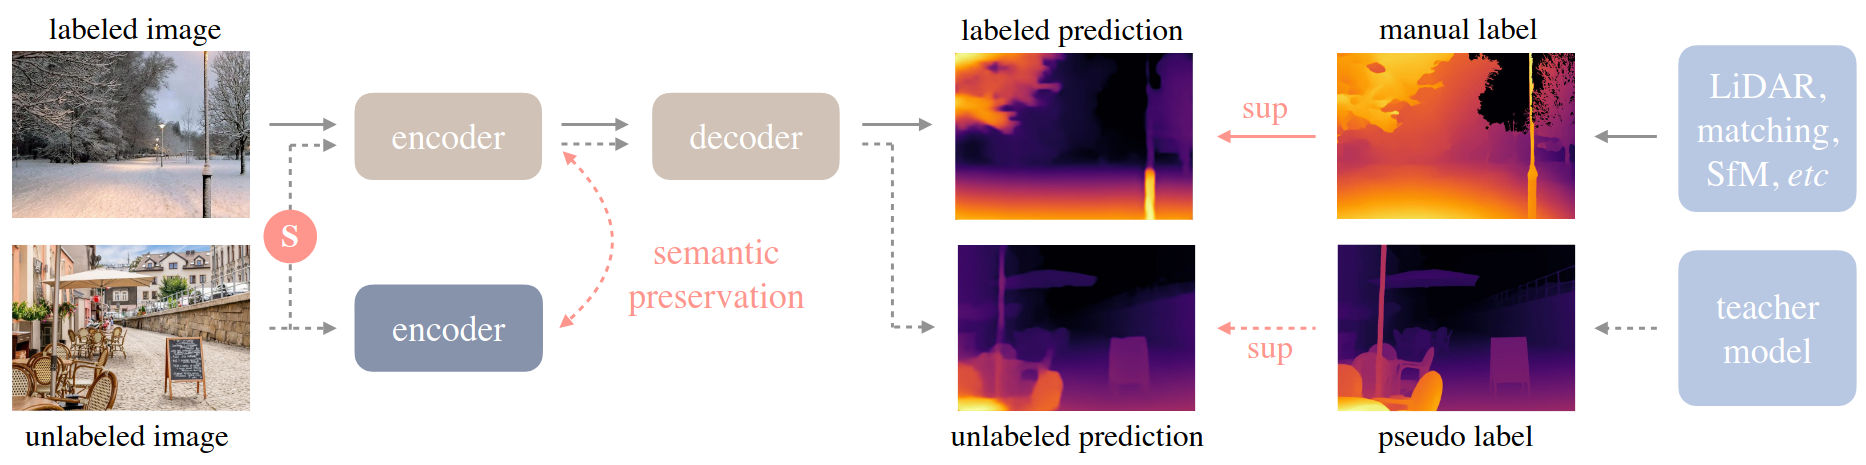 labeled image
labeled prediction
manual label
encoder
decoder
sup
LiDAR,
matching,
SfM, etc
S
semantic
preservation
encoder
sup
teacher
model
unlabeled image
unlabeled prediction
pseudo label